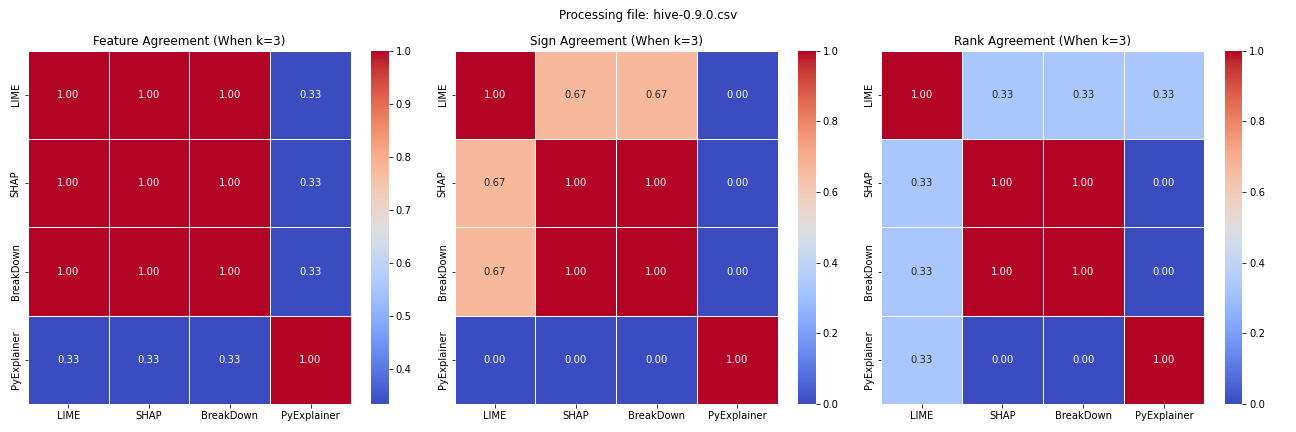 Processing file: hive-0.9.0.csv
Feature Agreement (When k=3)
LIME
1.00 1.00 1.00 0.33
SHAP
1.00 1.00 1.00 0.33
BreakDown
1.00 1.00 1.00 0.33
PyExplainer
0.33 0.33 0.33 1.00
LIME SHAP BreakDown PyExplainer
1.0
0.9
0.8
0.7
0.6
0.5
0.4
Sign Agreement (When k=3)
LIME
1.00 0.67 0.67 0.00
SHAP
0.67 1.00 1.00 0.00
BreakDown
0.67 1.00 1.00 0.00
PyExplainer
0.00 0.00 0.00 1.00
LIME SHAP BreakDown PyExplainer
1.0
0.8
0.6
0.4
0.2
0.0
Rank Agreement (When k=3)
LIME
1.00 0.33 0.33 0.33
SHAP
0.33 1.00 1.00 0.00
BreakDown
0.33 1.00 1.00 0.00
PyExplainer
0.33 0.00 0.00 1.00
LIME SHAP BreakDown PyExplainer
1.0
0.8
0.6
0.4
0.2
0.0